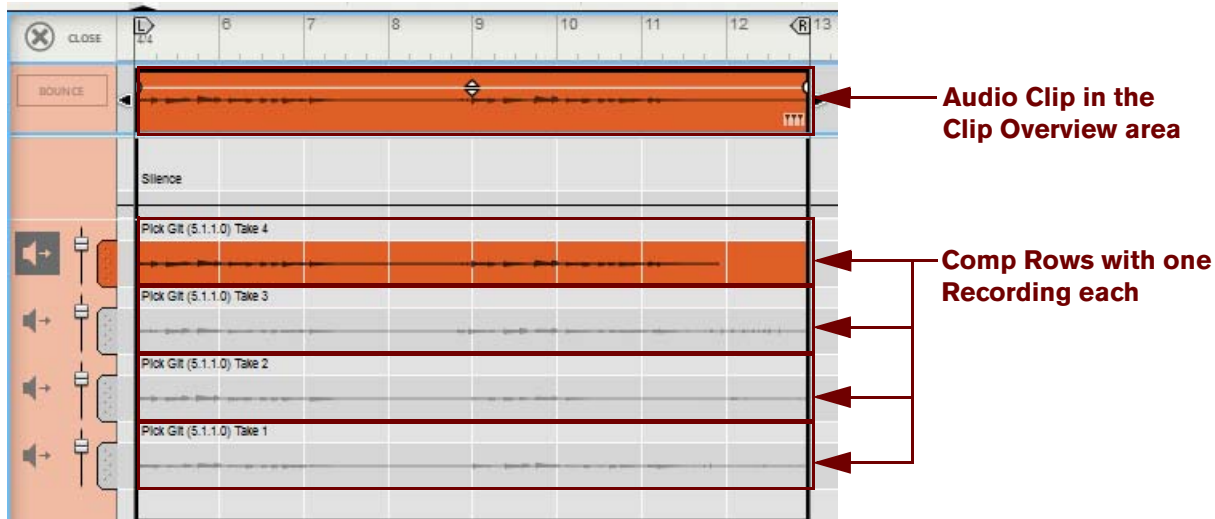 CLOSE
L 6 7 8 9 10 11 12 R 13
4/4
BOUNCE
Audio Clip in the
Clip Overview area
Silence
Pick Git (5.1.1.0) Take 4
Comp Rows with one
Recording each
Pick Git (5.1.1.0) Take 3
Pick Git (5.1.1.0) Take 2
Pick Git (5.1.1.0) Take 1